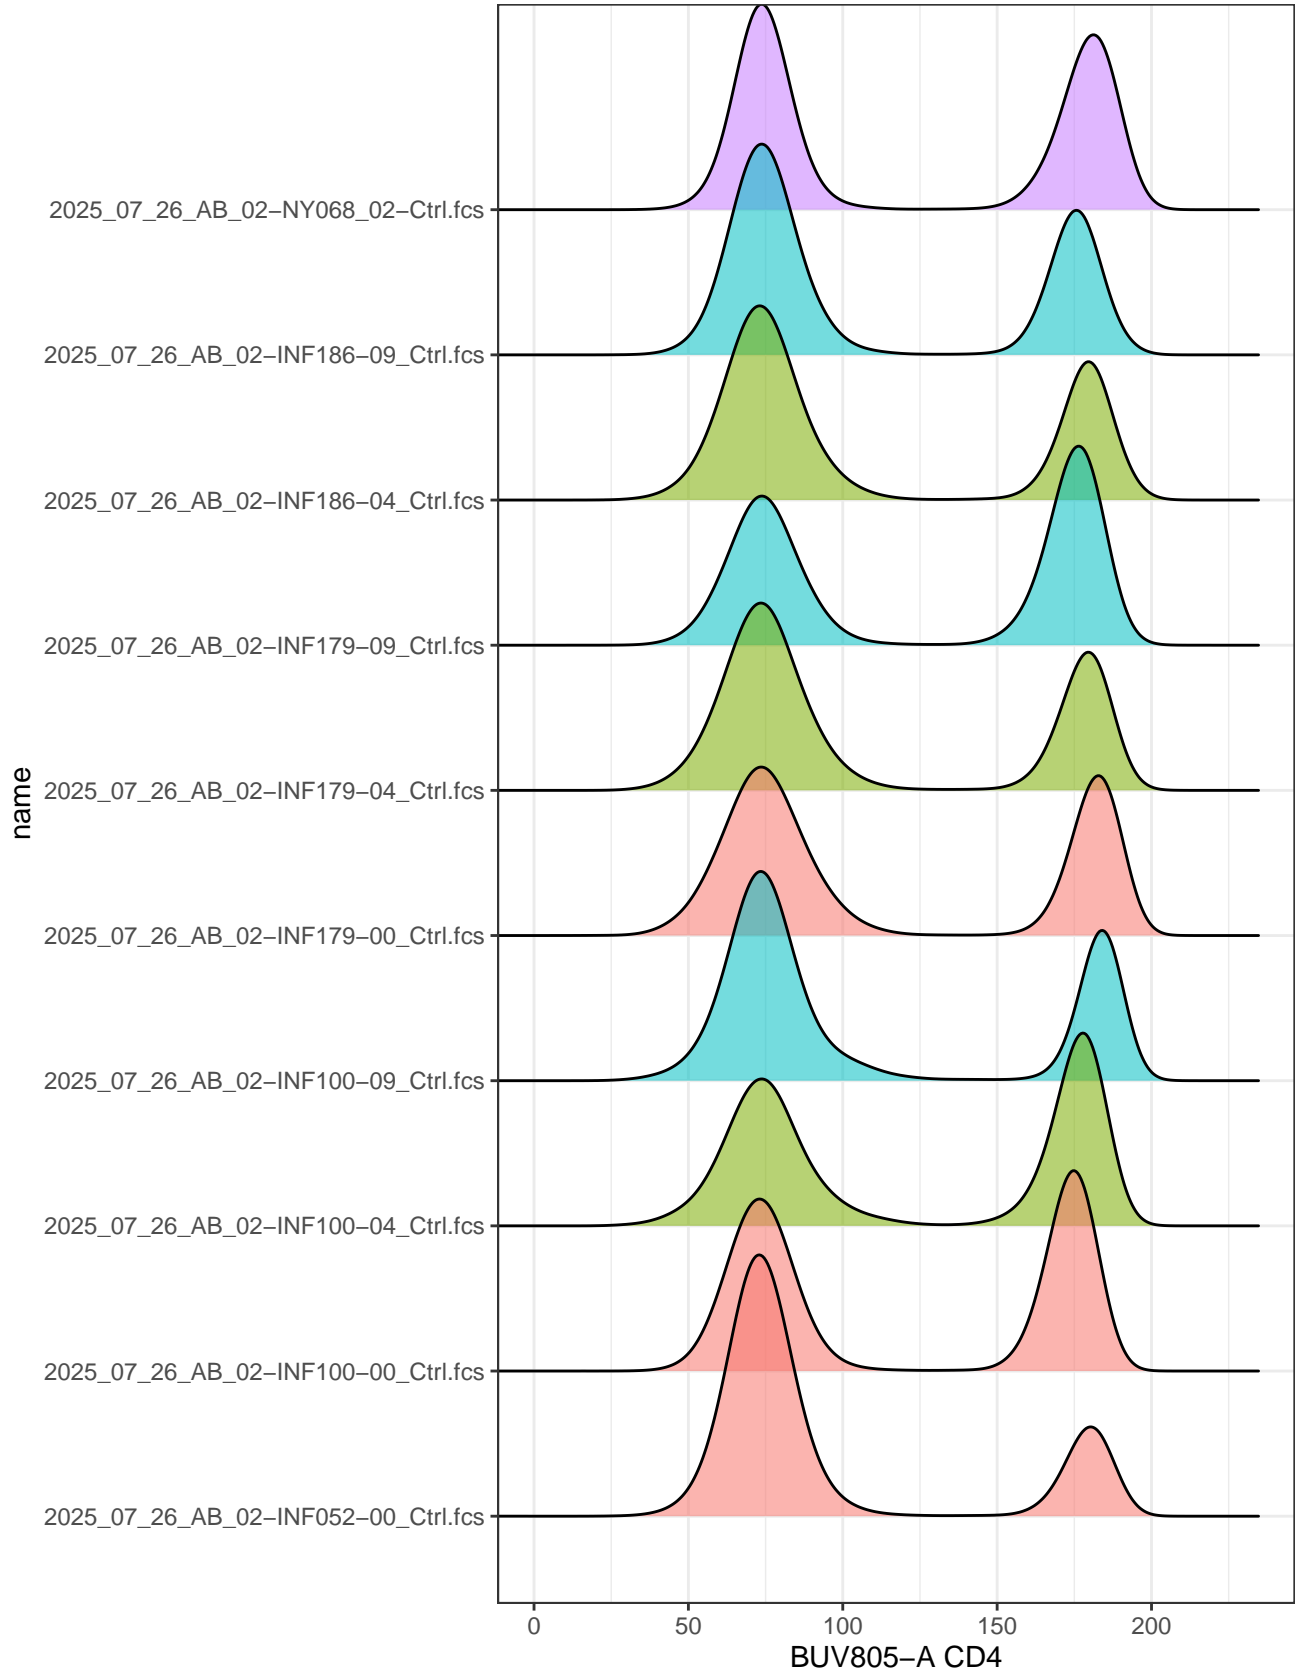 2025_07_26_AB_02−NY068_02−Ctrl.fcs
2025_07_26_AB_02−INF186−09_Ctrl.fcs
2025_07_26_AB_02−INF186−04_Ctrl.fcs
2025_07_26_AB_02−INF179−09_Ctrl.fcs
2025_07_26_AB_02−INF179−04_Ctrl.fcs
2025_07_26_AB_02−INF179−00_Ctrl.fcs
2025_07_26_AB_02−INF100−09_Ctrl.fcs
2025_07_26_AB_02−INF100−04_Ctrl.fcs
2025_07_26_AB_02−INF100−00_Ctrl.fcs
2025_07_26_AB_02−INF052−00_Ctrl.fcs
name
0 50 100 150 200
BUV805−A CD4